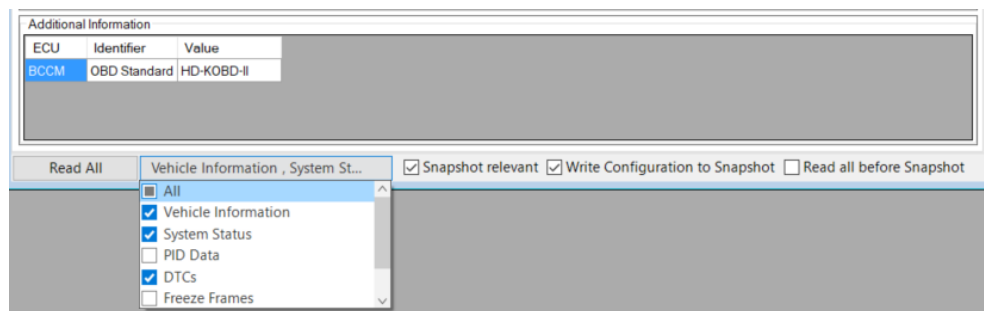 Additional Information
ECU Identifier Value
BCCM OBD Standard HD-KOBD-II
Read All Vehicle Information , System St... Snapshot relevant Write Configuration to Snapshot Read all before Snapshot
All
Vehicle Information
System Status
PID Data
DTCs
Freeze Frames